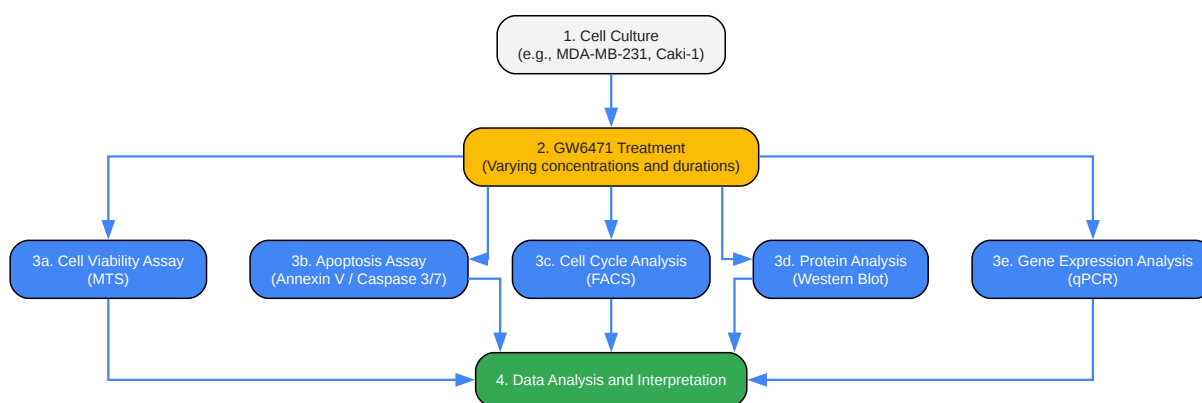 1. Cell Culture
(e.g., MDA-MB-231, Caki-1)
2. GW6471 Treatment
(Varying concentrations and durations)
3a. Cell Viability Assay
(MTS)
3b. Apoptosis Assay
(Annexin V / Caspase 3/7)
3c. Cell Cycle Analysis
(FACS)
3d. Protein Analysis
(Western Blot)
3e. Gene Expression Analysis
(qPCR)
4. Data Analysis and Interpretation